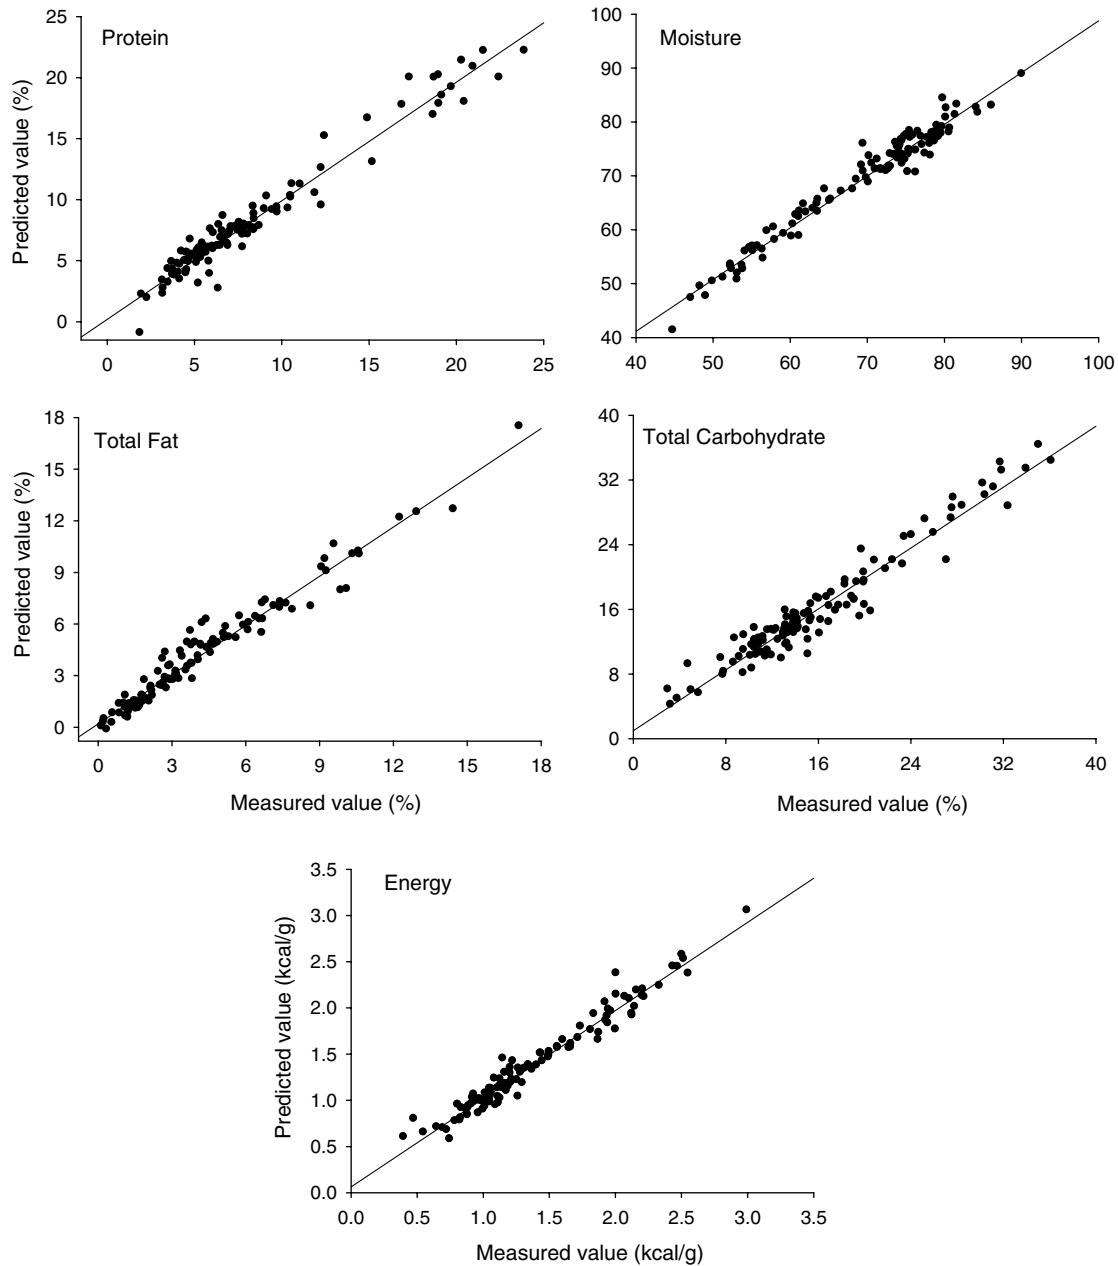 Protein
Predicted value (%)
25
20
15
10
5
0
0 5 10 15 20 25
Moisture
100
90
80
70
60
50
40
40 50 60 70 80 90 100
Total Fat
Predicted value (%)
18
15
12
9
6
3
0
0 3 6 9 12 15 18
Measured value (%)
Total Carbohydrate
40
32
24
16
8
0
0 8 16 24 32 40
Measured value (%)
Energy
Predicted value (kcal/g)
3.5
3.0
2.5
2.0
1.5
1.0
0.5
0.0
0.0 0.5 1.0 1.5 2.0 2.5 3.0 3.5
Measured value (kcal/g)